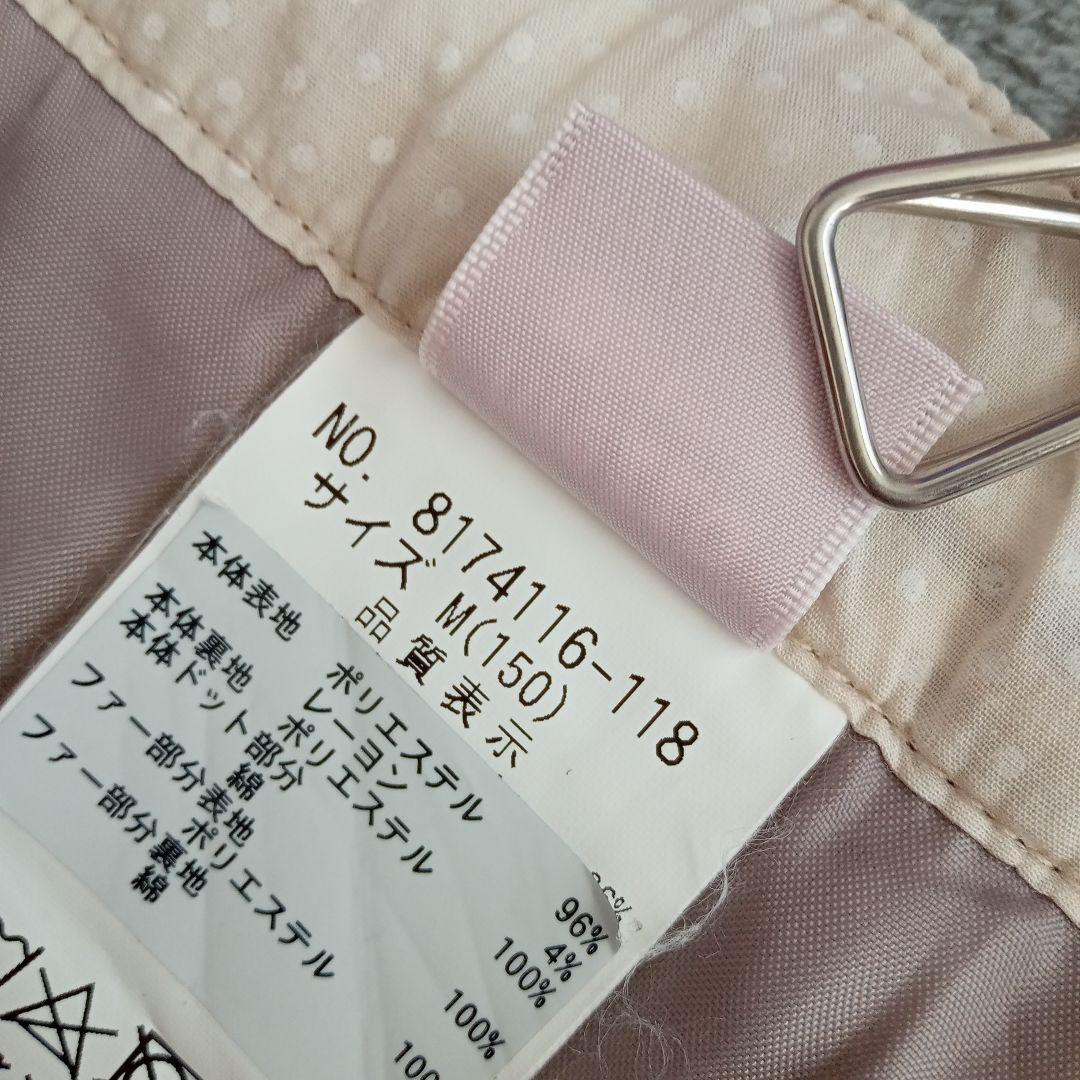 NO. 8174116-118
サイズ M(150)
品質表示
本体表地
ポリエステル 96%
レーヨン 4%
本体裏地 ポリエステル 100%
本体ドット部分
綿 100%
ファー部分表地
ポリエステル
ファー部分裏地
綿